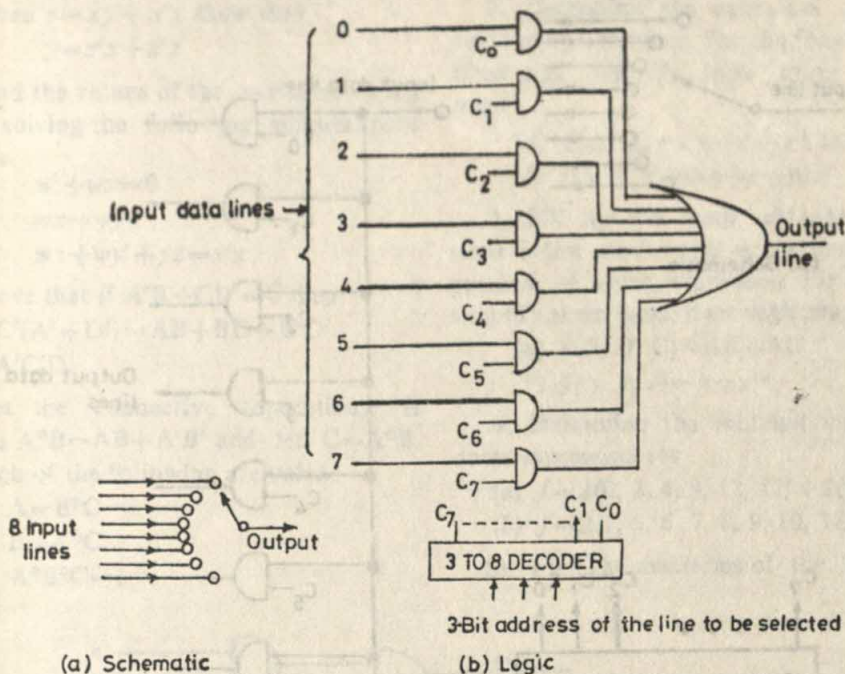 0
C₀
1
C₁
2
C₂
Input data lines
3
C₃
Output
line
4
C₄
5
C₅
6
C₆
7
C₇
8 Input
lines
Output
C₇ C₁ C₀
3 TO 8 DECODER
3-Bit address of the line to be selected
(a) Schematic (b) Logic